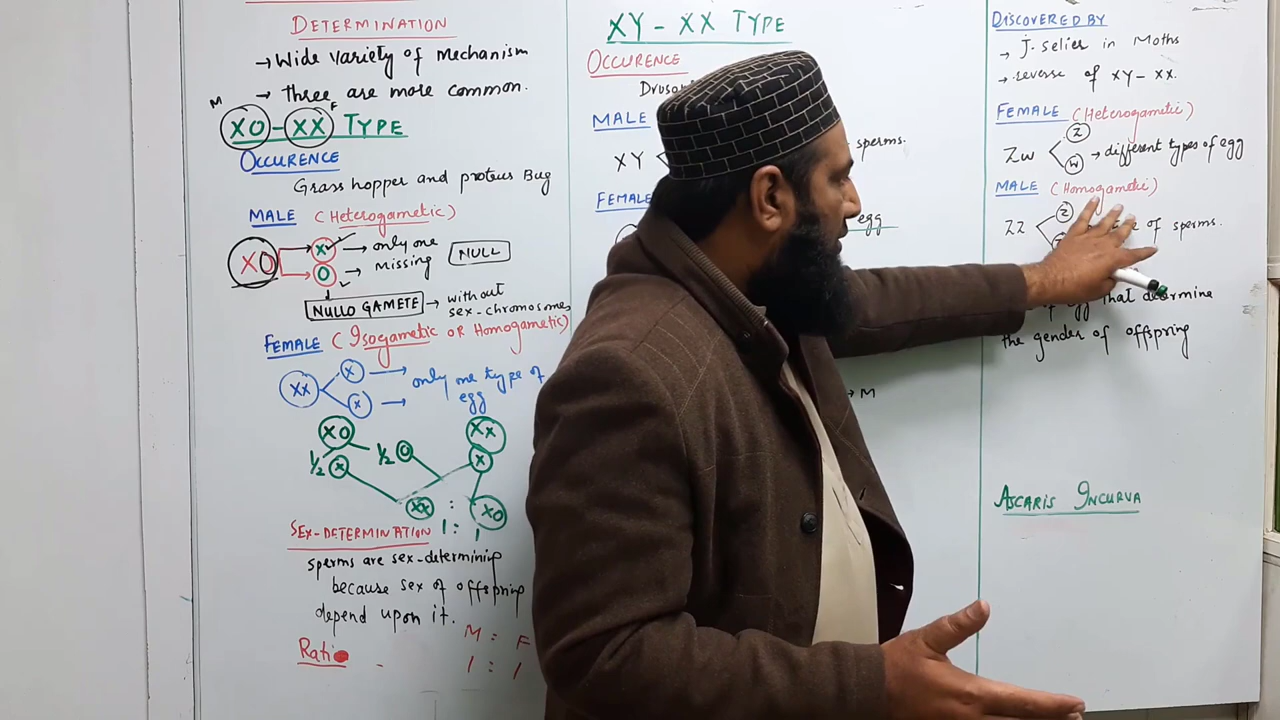 DETERMINATION
→ Wide variety of mechanism
→ three are more common.
M F
XO - XX TYPE
OCCURENCE
Grass hopper and proteus Bug
MALE (Heterogametic)
XO
X → only one
O → missing
NULL
NULLO GAMETE → without
sex-chromosomes
FEMALE (Isogametic OR Homogametic)
XX
X →
X →
only one type of
egg
XO XX
1/2 X 1/2 O X
XX : XO
1 : 1
SEX-DETERMINATION
sperms are sex-determining
because sex of offspring
depend upon it.
Ratio - M : F
1 : 1
XY - XX TYPE
OCCURENCE
MALE
XY sperms.
FEMALE
egg
→ M
DISCOVERED BY
→ J. selier in Moths
→ reverse of XY - XX.
FEMALE (Heterogametic)
Z
ZW
W → different types of egg
MALE (Homogametic)
Z
ZZ of sperms.
egg that determine
the gender of offspring
ASCARIS INCURVA